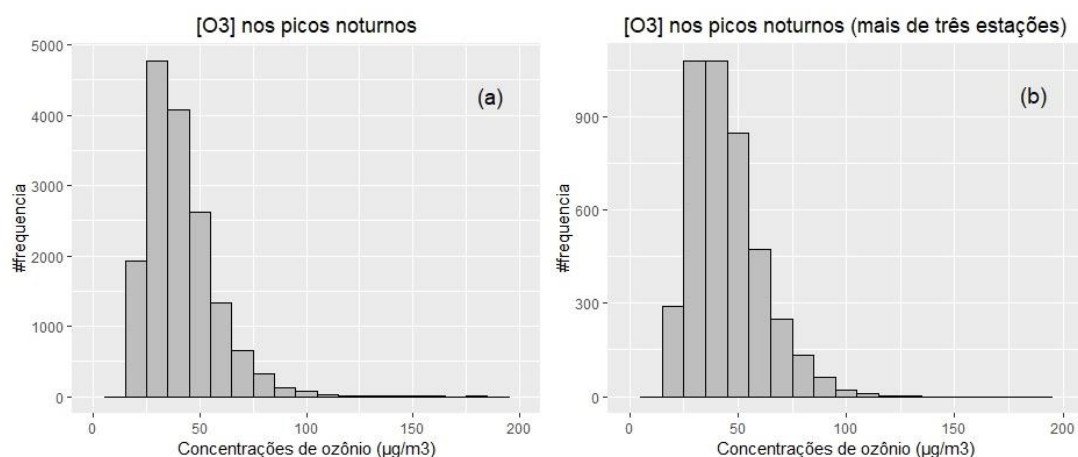 [O3] nos picos noturnos
(a)
5000
4000
3000
2000
1000
0
#frequencia
0 50 100 150 200
Concentrações de ozônio (µg/m3)
[O3] nos picos noturnos (mais de três estações)
(b)
900
600
300
0
#frequencia
0 50 100 150 200
Concentrações de ozônio (µg/m3)